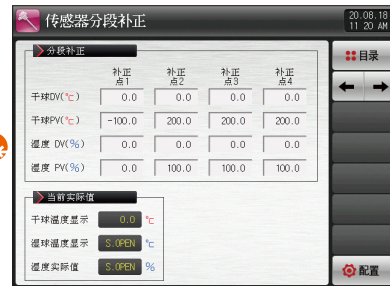 传感器分段补正
20.08.18
11 20 AM
分段补正
补正点1 补正点2 补正点3 补正点4
干球DV(℃) 0.0 0.0 0.0 0.0
干球PV(℃) -100.0 200.0 200.0 200.0
湿度 DV(%) 0.0 0.0 0.0 0.0
湿度 PV(%) 0.0 100.0 100.0 100.0
当前实际值
干球温度显示 0.0 ℃
湿球温度显示 S.OPEN ℃
湿度实际值 S.OPEN %
目录
配置